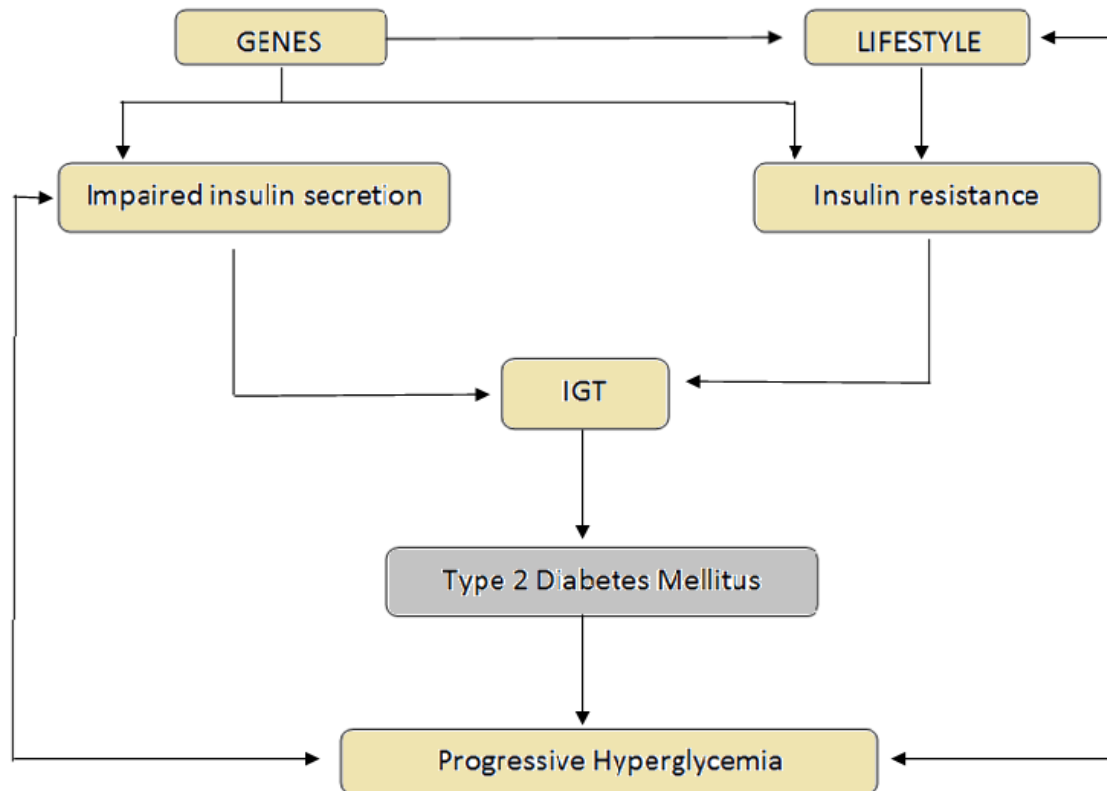 GENES
LIFESTYLE
Impaired insulin secretion
Insulin resistance
IGT
Type 2 Diabetes Mellitus
Progressive Hyperglycemia